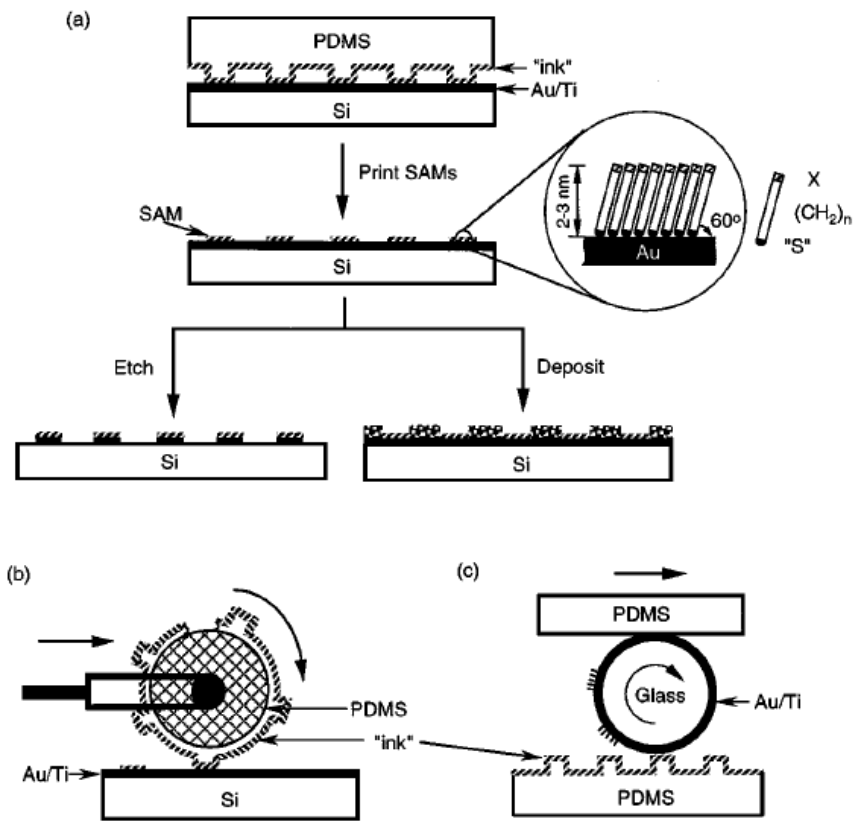 (a)
PDMS
"ink"
Au/Ti
Si
Print SAMs
SAM
Si
2-3 nm
60°
Au
X
(CH₂)ₙ
"S"
Etch
Deposit
Si
Si
(b)
PDMS
"ink"
Au/Ti
Si
(c)
PDMS
Glass
Au/Ti
PDMS